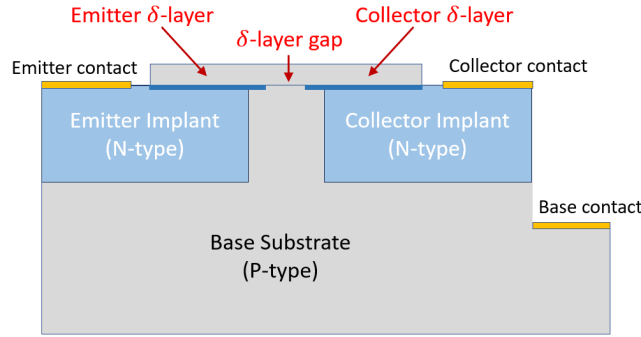 Emitter δ-layer
Collector δ-layer
δ-layer gap
Emitter contact
Collector contact
Emitter Implant
(N-type)
Collector Implant
(N-type)
Base contact
Base Substrate
(P-type)